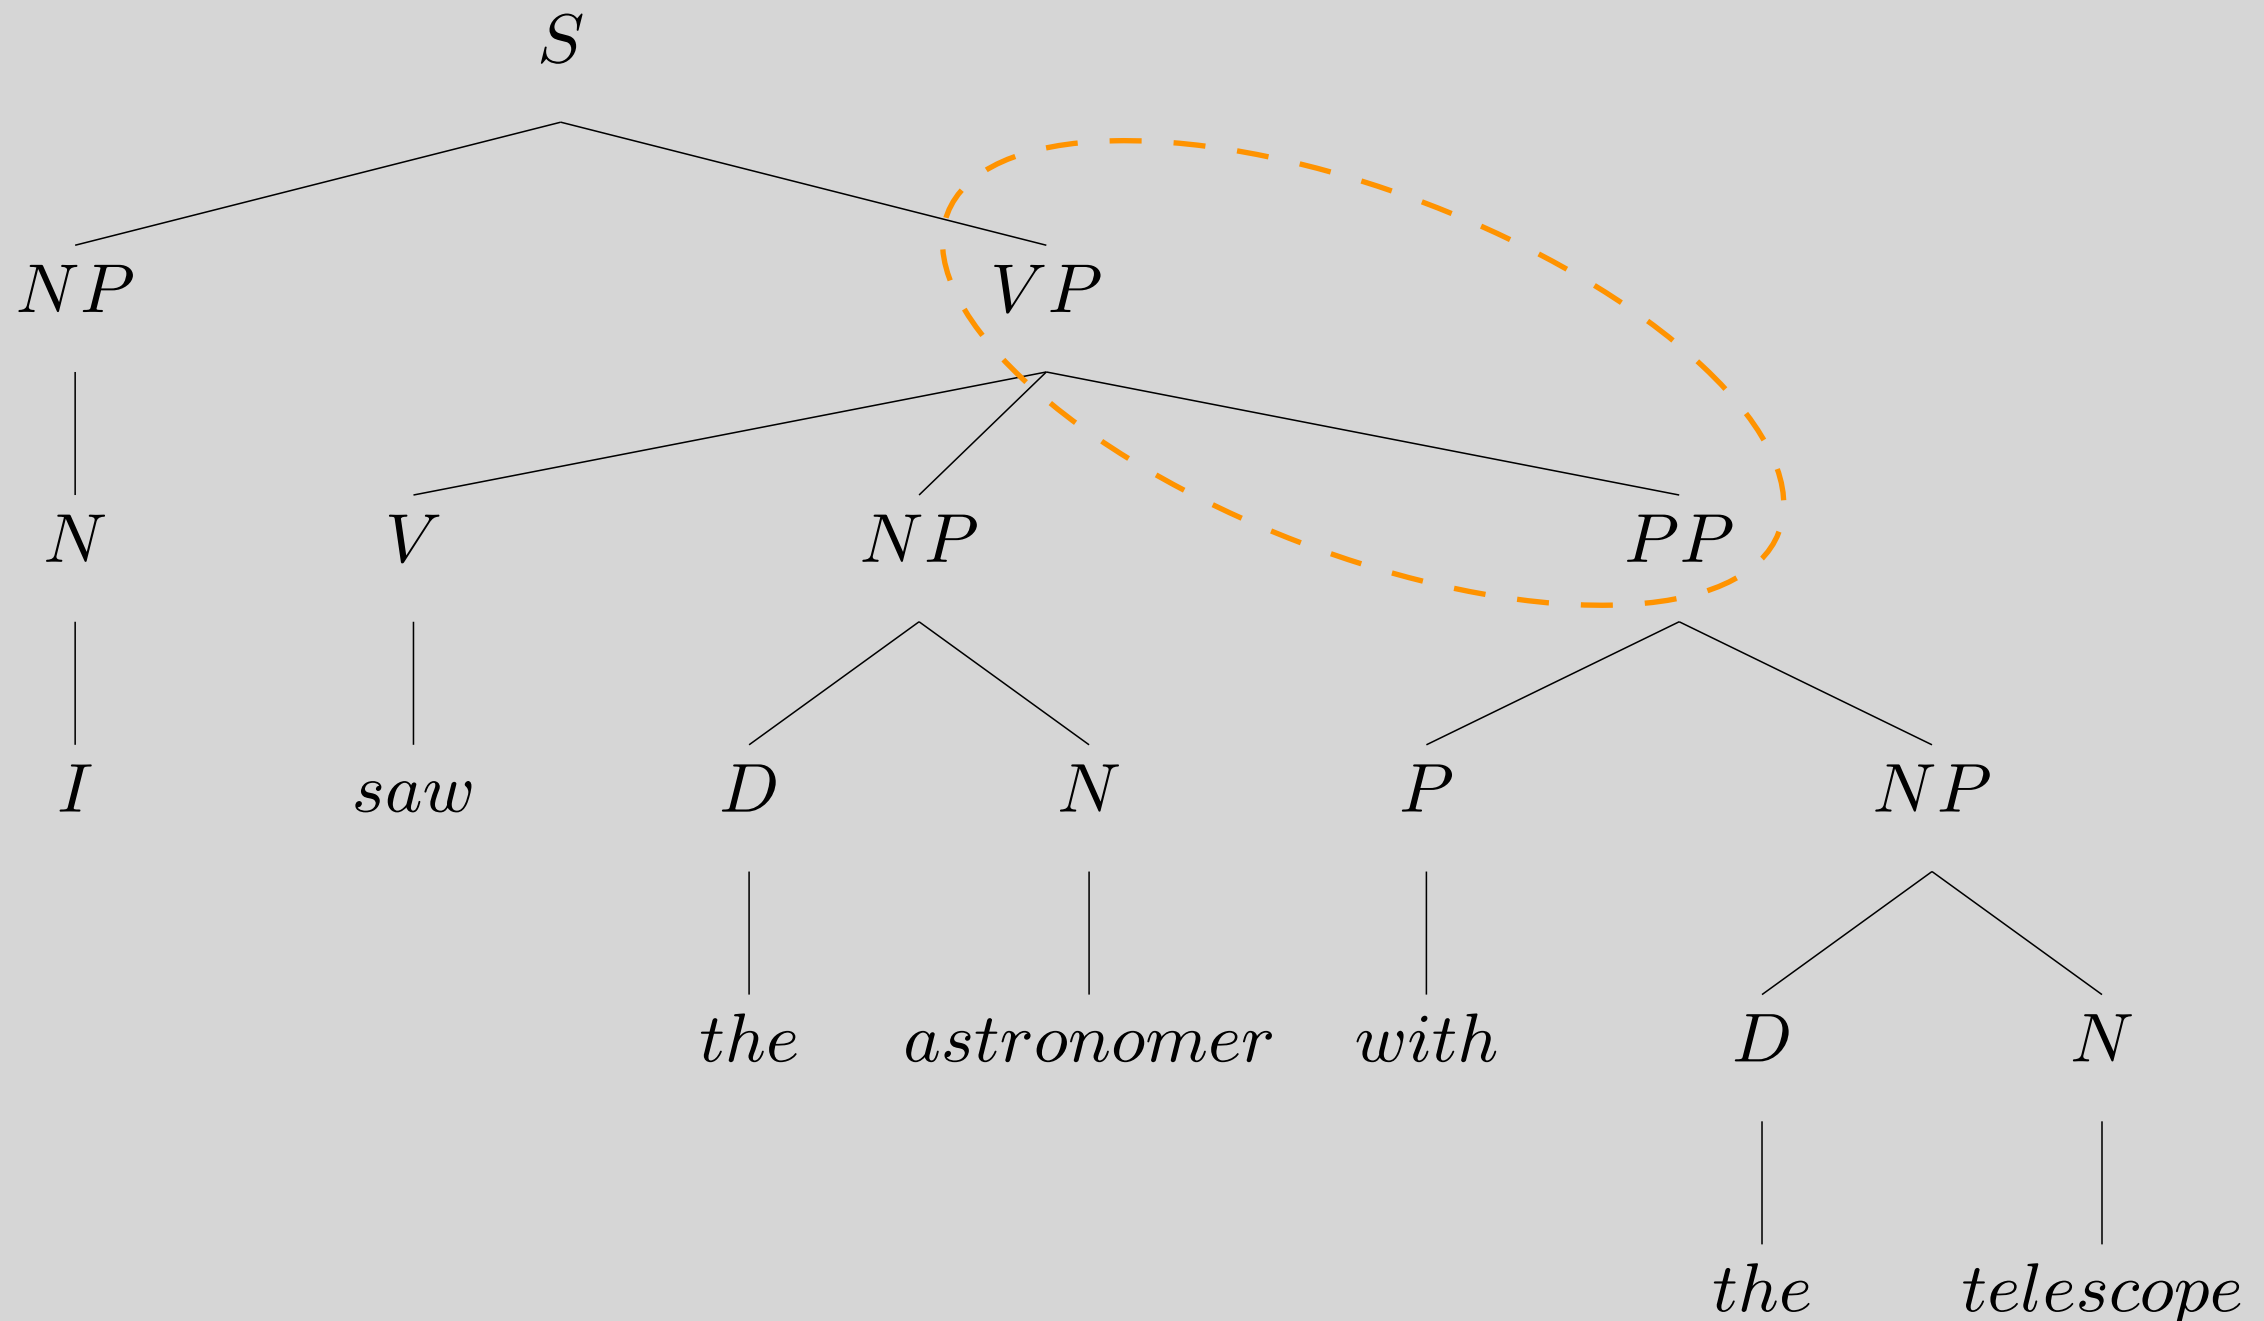 S
NP VP
N V NP PP
I saw D N P NP
the astronomer with D N
the telescope